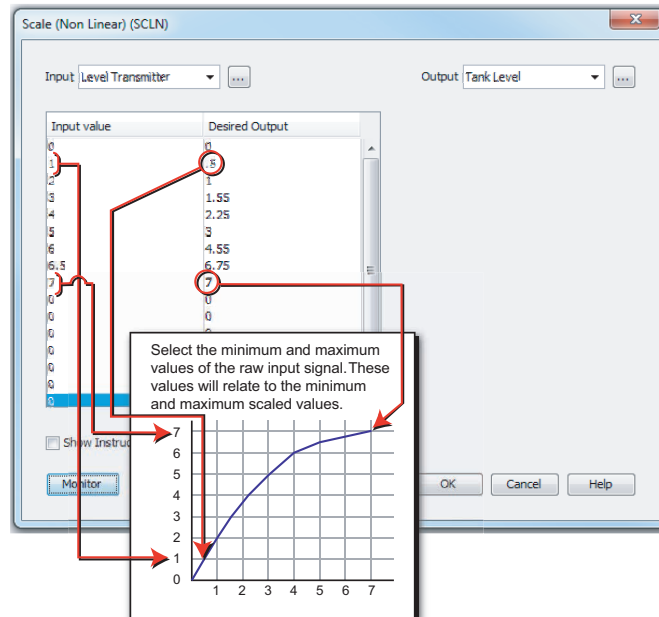 Scale (Non Linear) (SCLN)
Input Level Transmitter ... Output Tank Level ...
Input value Desired Output
0 0
1 .5
2 1
3 1.55
4 2.25
5 3
6 4.55
6.5 6.75
7 7
0 0
0 0
0 0
0
0
0
0
Select the minimum and maximum
values of the raw input signal. These
values will relate to the minimum
and maximum scaled values.
Show Instruc
Monitor OK Cancel Help
7
6
5
4
3
2
1
0
1 2 3 4 5 6 7